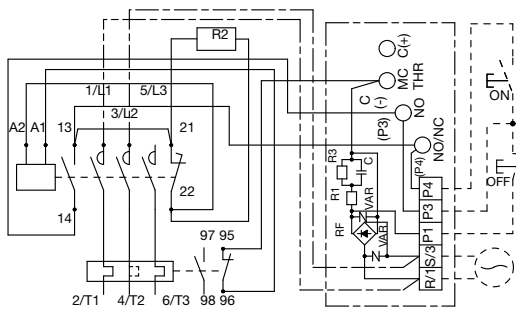 R2
C(+)
MC
THR
1/L1
5/L3
C
(-)
NO
ON
3/L2
(P3)
A2
A1
13
21
NO/NC
(P4)
R3
C
OFF
22
R1
VAR
P4
P3
14
RF
VAR
P1
97
95
R/1
S/3
2/T1
4/T2
6/T3
98
96